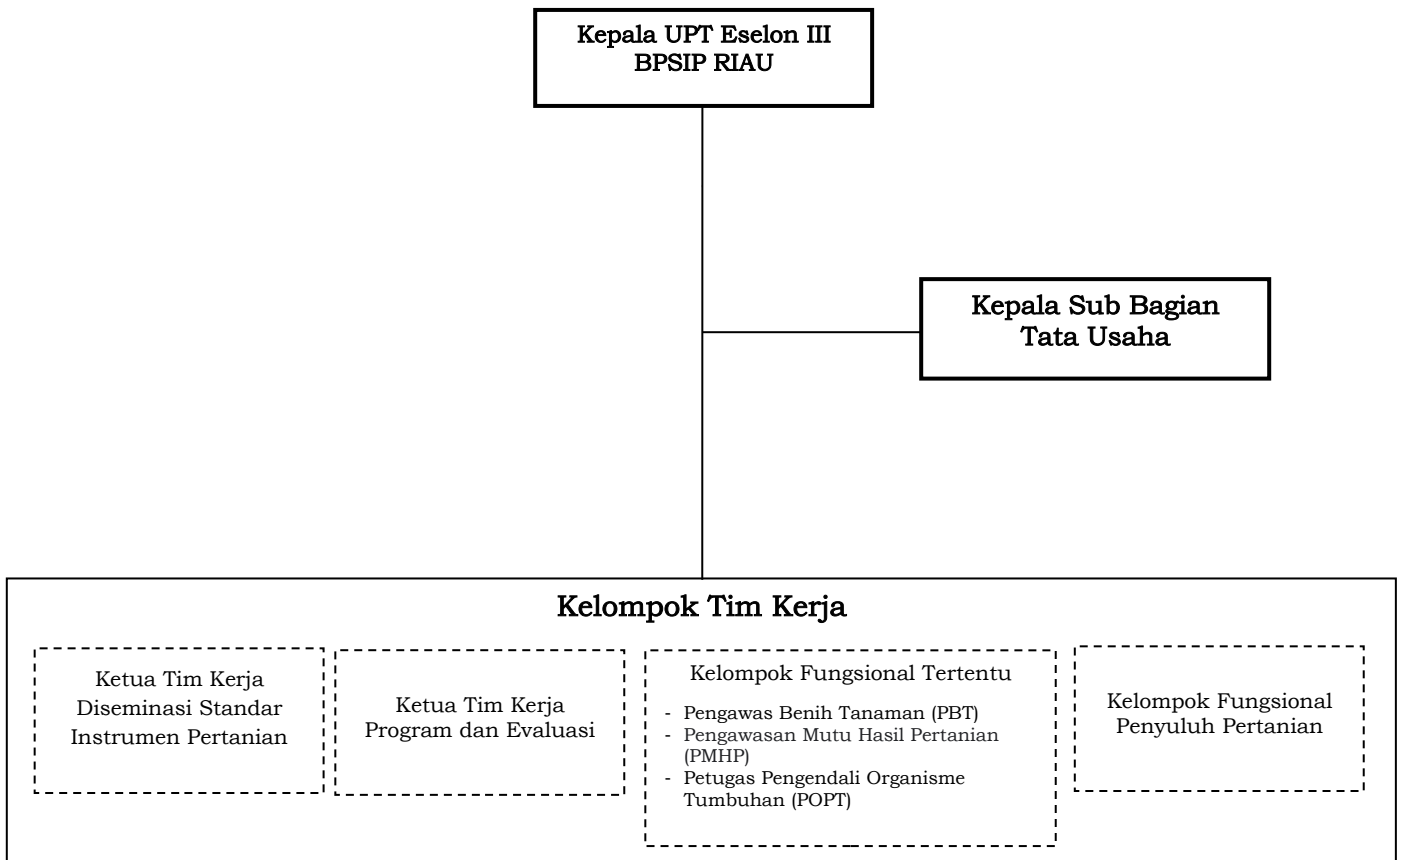 Kepala UPT Eselon III
BPSIP RIAU
Kepala Sub Bagian
Tata Usaha
Kelompok Tim Kerja
Ketua Tim Kerja
Diseminasi Standar
Instrumen Pertanian
Ketua Tim Kerja
Program dan Evaluasi
Kelompok Fungsional Tertentu
- Pengawas Benih Tanaman (PBT)
- Pengawasan Mutu Hasil Pertanian
(PMHP)
- Petugas Pengendali Organisme
Tumbuhan (POPT)
Kelompok Fungsional
Penyuluh Pertanian